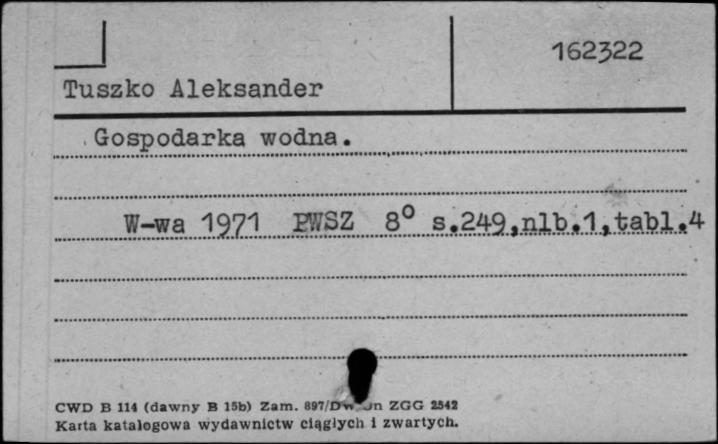 162322
Tuszko Aleksander
Gospodarka wodna.
W-wa 1971 PWSZ 8° s.249,nlb.1,tabl.4
CWD B 114 (dawny B 15b) Zam. 897/Dw ZGG 2542
Karta katalogowa wydawnictw ciągłych i zwartych.